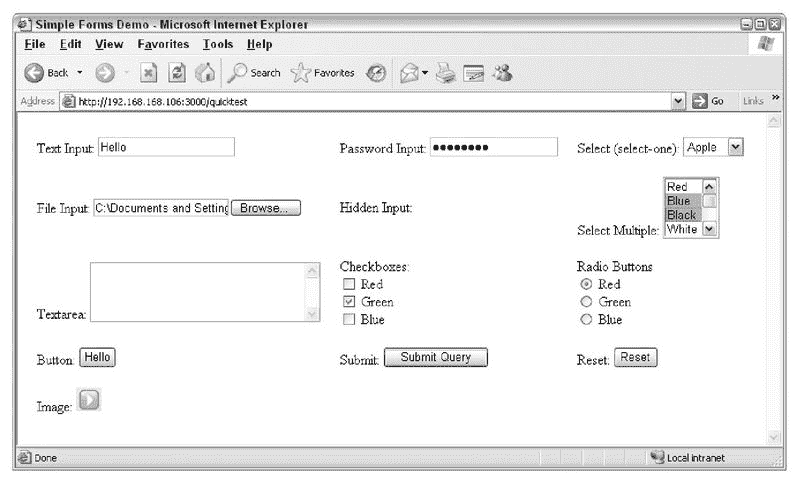 Simple Forms Demo - Microsoft Internet Explorer
File Edit View Favorites Tools Help
Back Search Favorites
Address http://192.168.168.106:3000/quicktest Go Links »
Text Input: Hello Password Input: ●●●●●●●● Select (select-one): Apple
File Input: C:\Documents and Setting Browse... Hidden Input:
Red
Blue
Black
Select Multiple: White
Checkboxes: Radio Buttons
Red Red
Green Green
Textarea: Blue Blue
Button: Hello Submit: Submit Query Reset: Reset
Image:
Done Local intranet